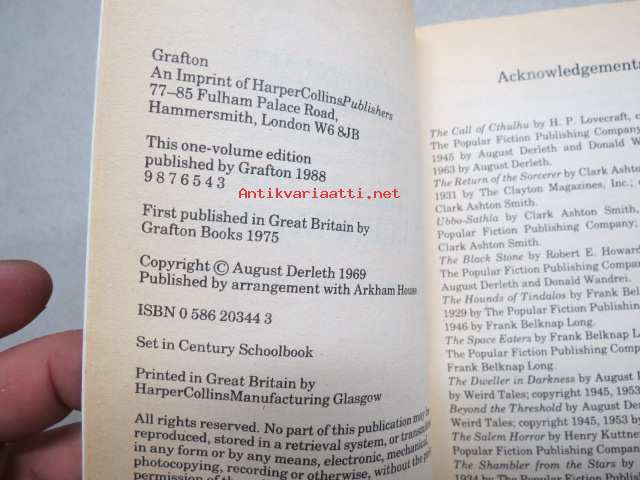 Grafton
An Imprint of HarperCollinsPublishers
77–85 Fulham Palace Road,
Hammersmith, London W6 8JB
This one-volume edition
published by Grafton 1988
9 8 7 6 5 4 3
Antikvariaatti.net
First published in Great Britain by
Grafton Books 1975
Copyright © August Derleth 1969
Published by arrangement with Arkham House
ISBN 0 586 20344 3
Set in Century Schoolbook
Printed in Great Britain by
HarperCollinsManufacturing Glasgow
All rights reserved. No part of this publication may be
reproduced, stored in a retrieval system, or transmitted,
in any form or by any means, electronic, mechanical,
photocopying, recording or otherwise, without the
permission of the
Acknowledgements
The Call of Cthulhu by H. P. Lovecraft,
The Popular Fiction Publishing Company
1945 by August Derleth and Donald
1963 by August Derleth.
The Return of the Sorcerer by Clark Ashton
1931 by The Clayton Magazines, Inc.;
Clark Ashton Smith.
Ubbo-Sathla by Clark Ashton Smith,
Popular Fiction Publishing Company;
Clark Ashton Smith.
The Black Stone by Robert E. Howard
The Popular Fiction Publishing Company
August Derleth and Donald Wandrei.
The Hounds of Tindalos by Frank Belknap
1929 by The Popular Fiction Publishing
1946 by Frank Belknap Long.
The Space Eaters by Frank Belknap Long
The Popular Fiction Publishing Company
Frank Belknap Long.
The Dweller in Darkness by August
by Weird Tales; copyright 1945, 1953
Beyond the Threshold by August
Weird Tales; copyright 1945, 1953 by
The Salem Horror by Henry Kuttner
The Popular Fiction Publishing
The Shambler from the Stars by
1934 by The Popular